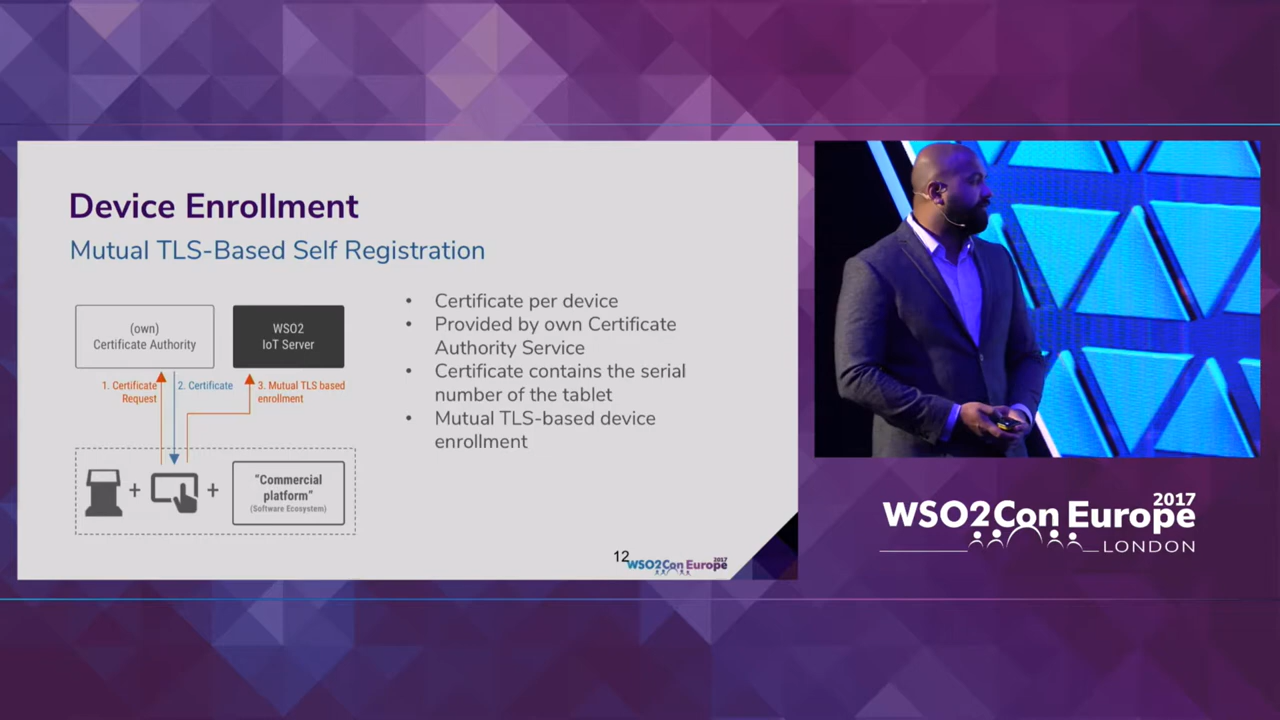 Device Enrollment
Mutual TLS-Based Self Registration
(own)
Certificate Authority
WSO2
IoT Server
1. Certificate
Request
2. Certificate
3. Mutual TLS based
enrollment
+
+
"Commercial
platform"
(Software Ecosystem)
• Certificate per device
• Provided by own Certificate
Authority Service
• Certificate contains the serial
number of the tablet
• Mutual TLS-based device
enrollment
12
WSO2Con Europe
2017
2017
WSO2Con Europe
LONDON